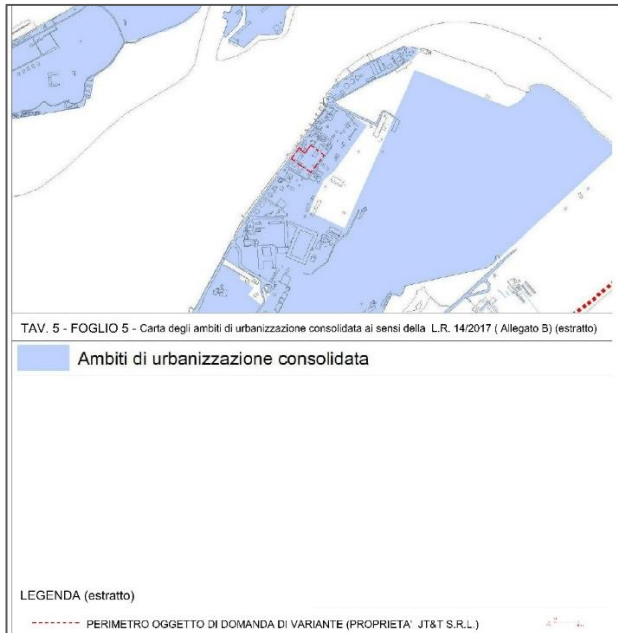 TAV. 5 - FOGLIO 5 - Carta degli ambiti di urbanizzazione consolidata ai sensi della L.R. 14/2017 ( Allegato B) (estratto)
Ambiti di urbanizzazione consolidata
LEGENDA (estratto)
PERIMETRO OGGETTO DI DOMANDA DI VARIANTE (PROPRIETA' JT&T S.R.L.)